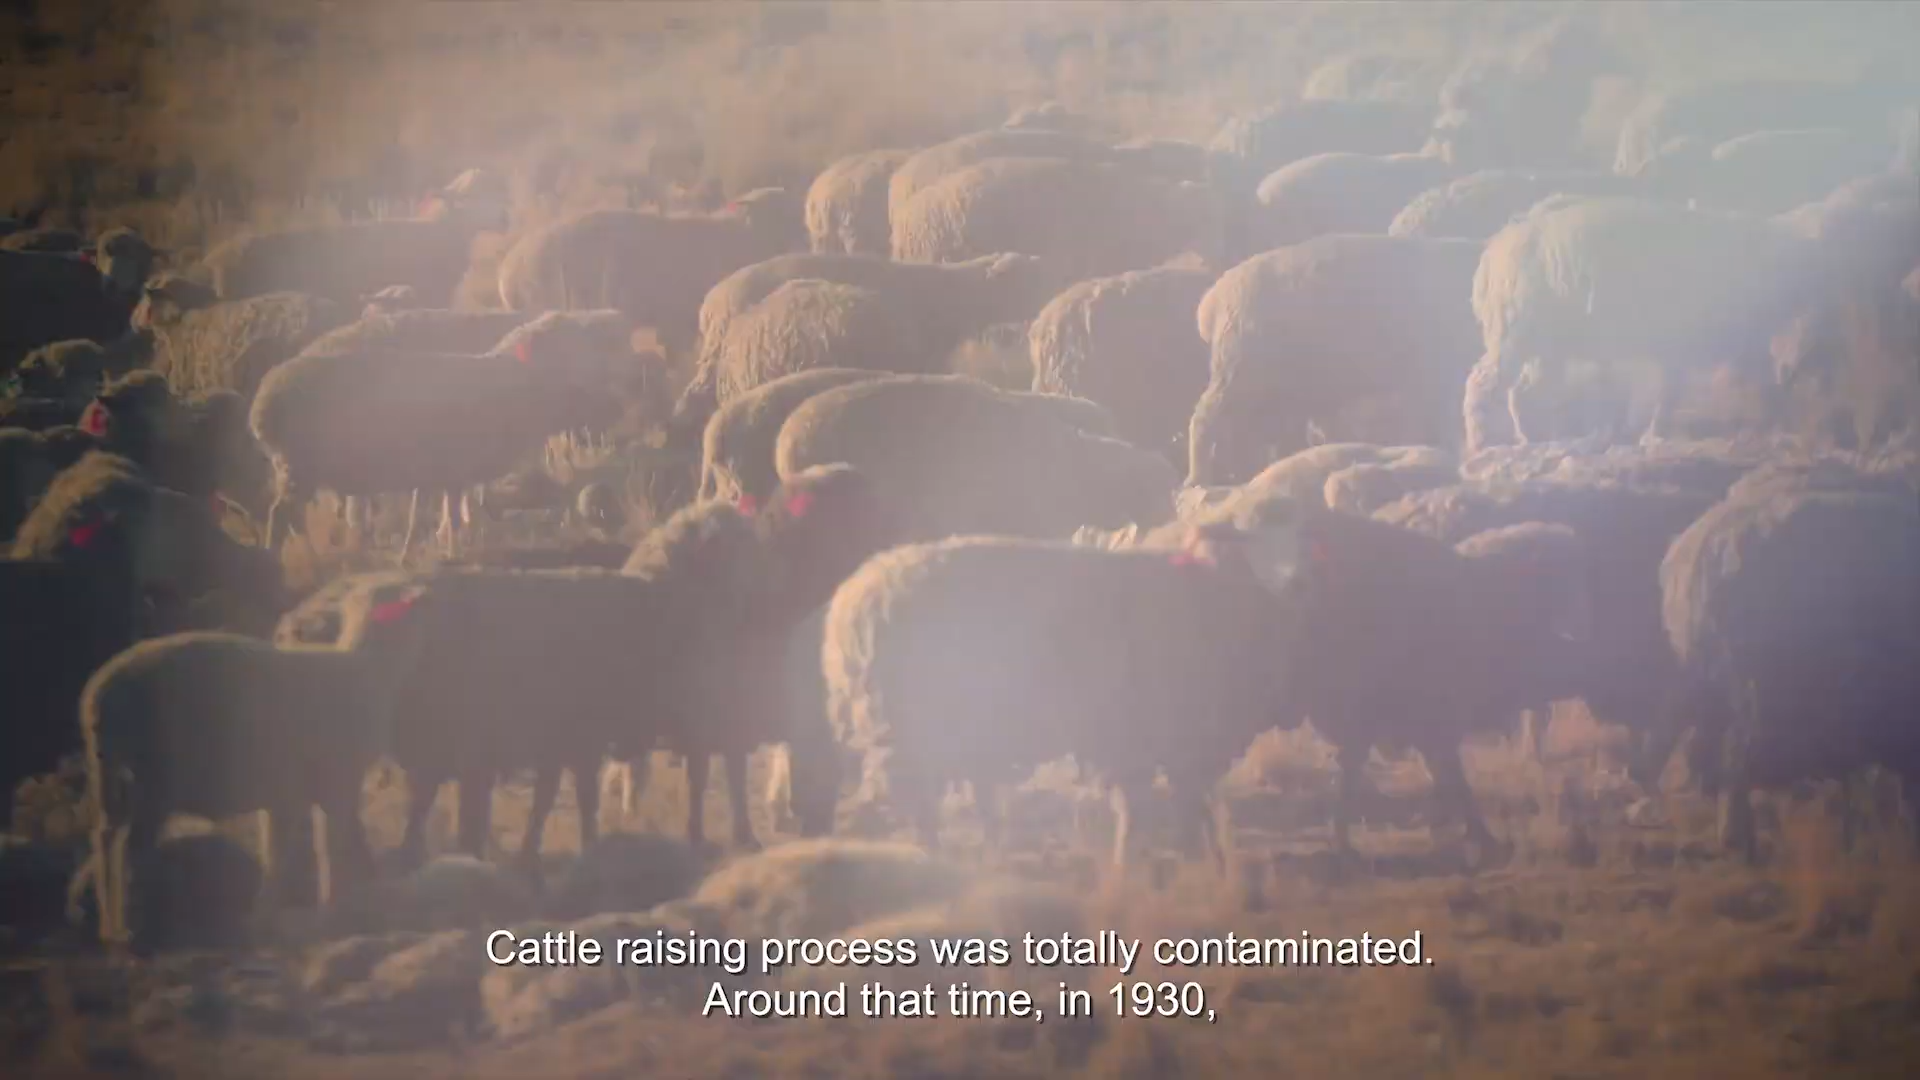 Cattle raising process was totally contaminated.
Around that time, in 1930,